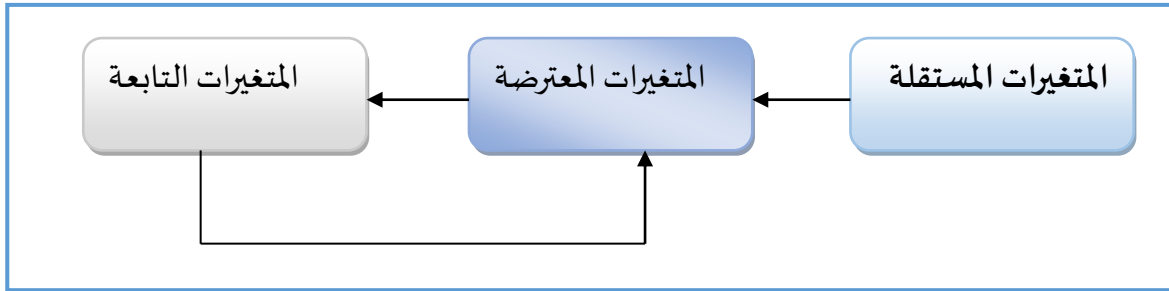 المتغيرات المستقلة
المتغيرات المعترضة
المتغيرات التابعة